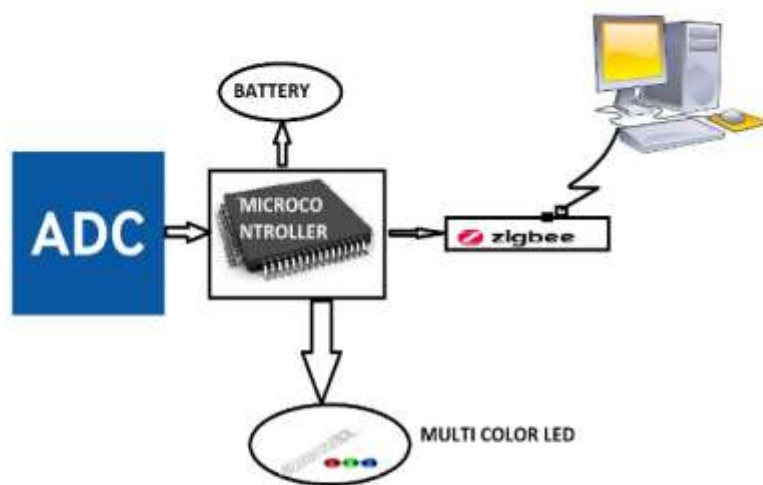 BATTERY
ADC
MICROCO
NTROLLER
zigbee
MULTI COLOR LED